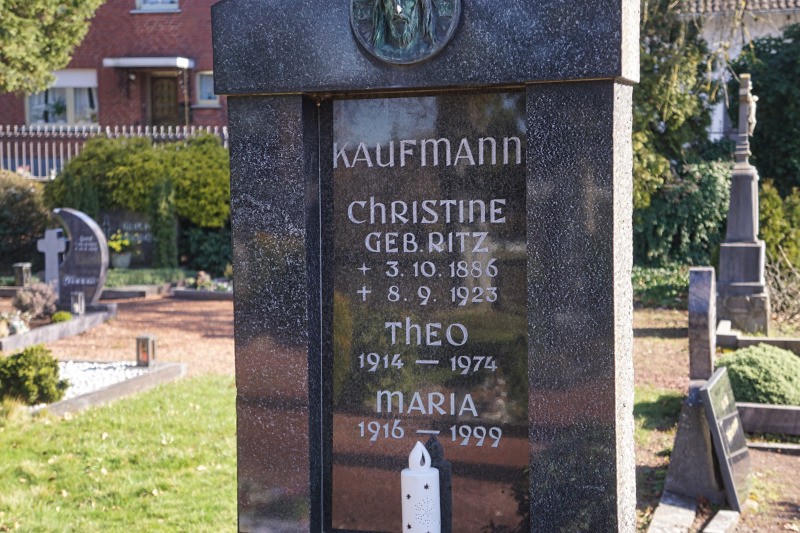 KAUFMANN
CHRISTINE
GEB. RITZ
+ 3. 10. 1886
+ 8. 9. 1923
THEO
1914 — 1974
MARIA
1916 — 1999